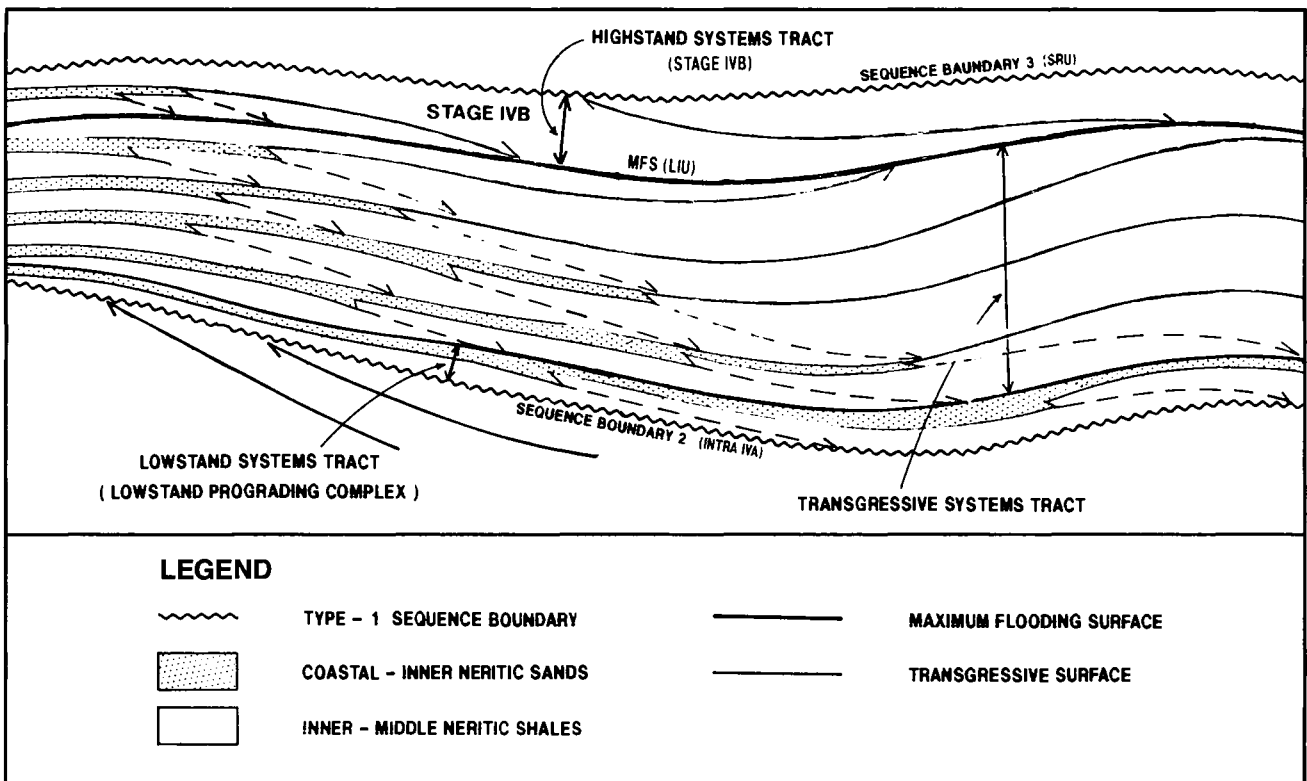 HIGHSTAND SYSTEMS TRACT
(STAGE IVB)
SEQUENCE BAUNDARY 3 (SRU)
STAGE IVB
MFS (LIU)
SEQUENCE BOUNDARY 2 (INTRA IVA)
LOWSTAND SYSTEMS TRACT
( LOWSTAND PROGRADING COMPLEX )
TRANSGRESSIVE SYSTEMS TRACT
LEGEND
TYPE – 1 SEQUENCE BOUNDARY
MAXIMUM FLOODING SURFACE
COASTAL – INNER NERITIC SANDS
TRANSGRESSIVE SURFACE
INNER – MIDDLE NERITIC SHALES